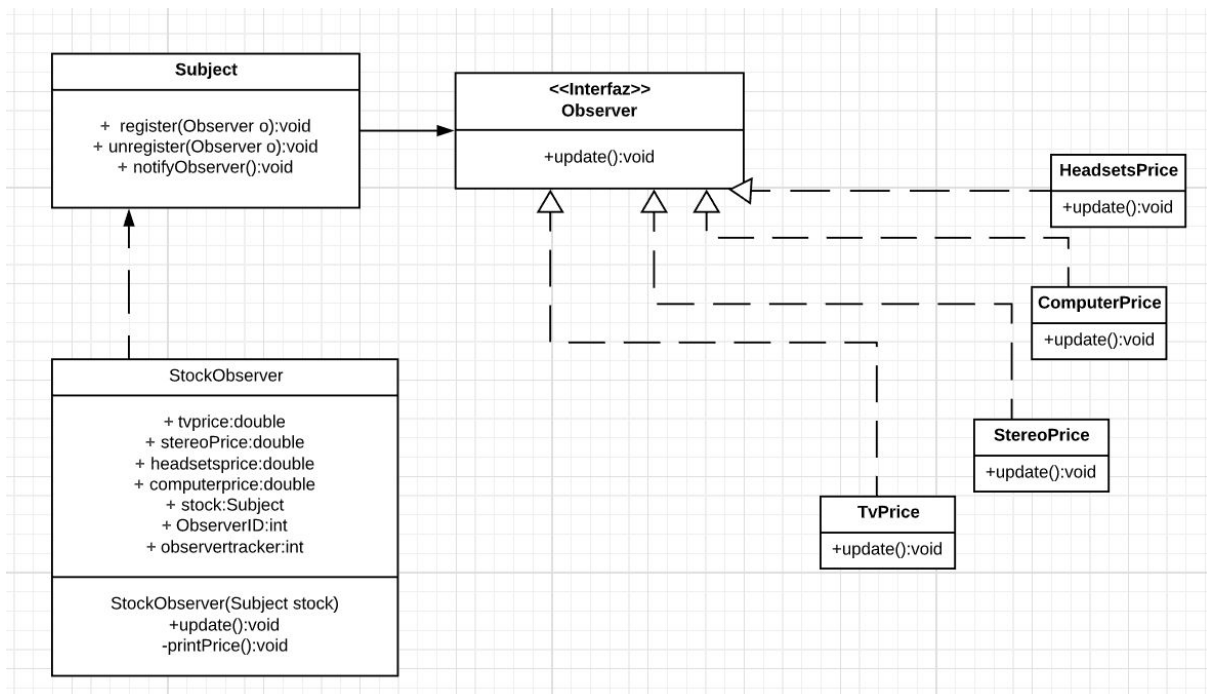 Subject
+ register(Observer o):void
+ unregister(Observer o):void
+ notifyObserver():void
<<Interfaz>>
Observer
+update():void
HeadsetsPrice
+update():void
ComputerPrice
+update():void
StereoPrice
+update():void
TvPrice
+update():void
StockObserver
+ tvprice:double
+ stereoPrice:double
+ headsetsprice:double
+ computerprice:double
+ stock:Subject
+ ObserverID:int
+ observertracker:int
StockObserver(Subject stock)
+update():void
-printPrice():void